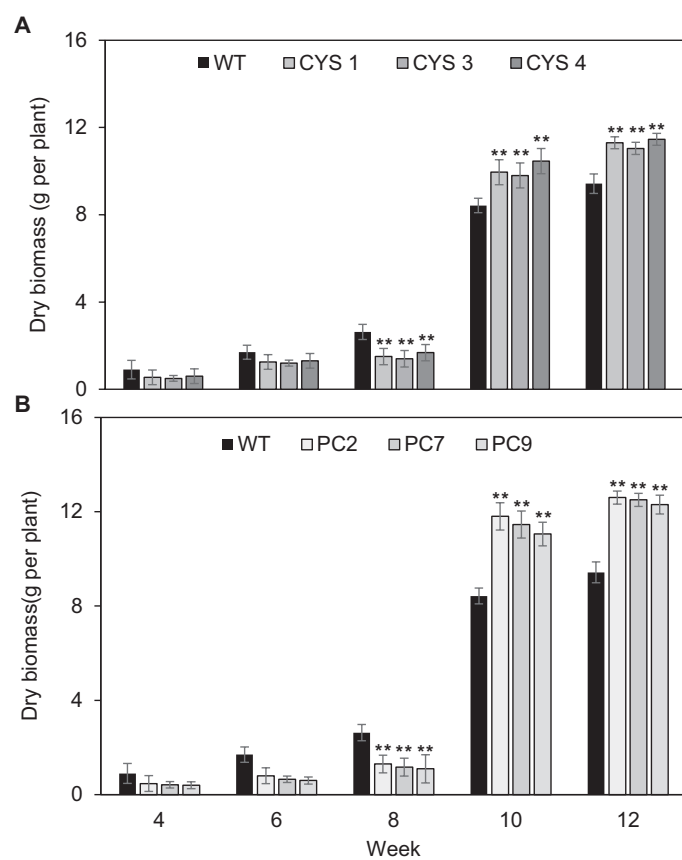 A
16
WT CYS 1 CYS 3 CYS 4
12
8
4
0
Dry biomass (g per plant)
** ** **
** ** **
** ** **
B
16
WT PC2 PC7 PC9
12
8
4
0
Dry biomass(g per plant)
** ** **
** ** **
** ** **
4 6 8 10 12
Week